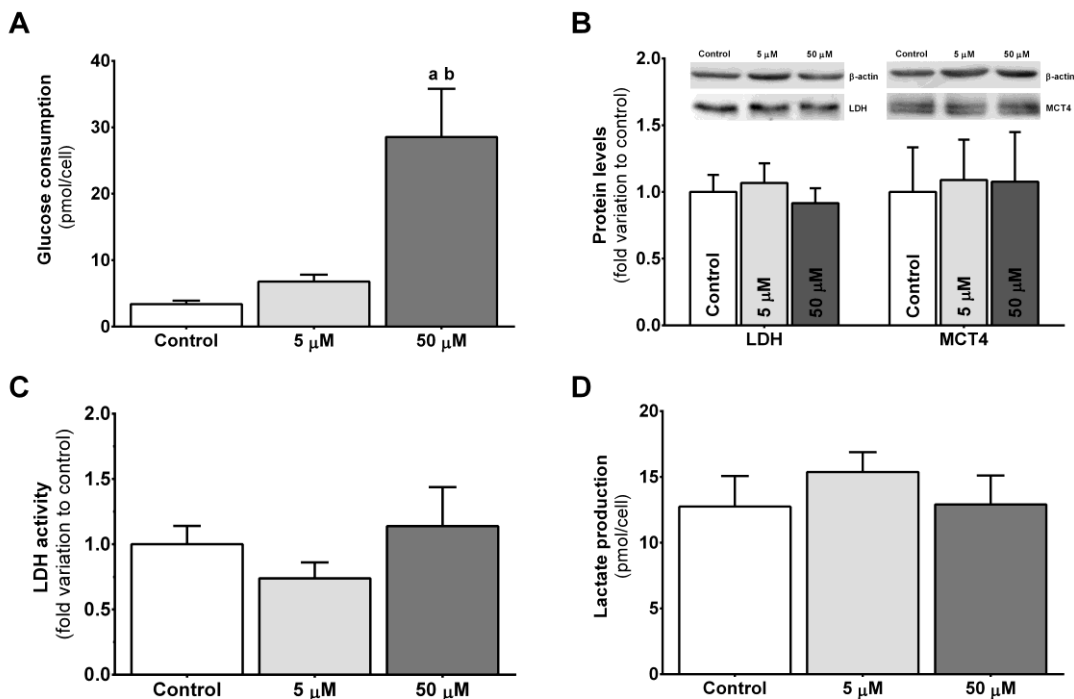 A
Glucose consumption
(pmol/cell)
40
30
20
10
0
a b
Control 5 μM 50 μM
B
Protein levels
(fold variation to control)
2.0
1.5
1.0
0.5
0.0
Control 5 μM 50 μM
β-actin
LDH
Control 5 μM 50 μM
β-actin
MCT4
Control
5 μM
50 μM
Control
5 μM
50 μM
LDH MCT4
C
LDH activity
(fold variation to control)
2.0
1.5
1.0
0.5
0.0
Control 5 μM 50 μM
D
Lactate production
(pmol/cell)
20
15
10
5
0
Control 5 μM 50 μM